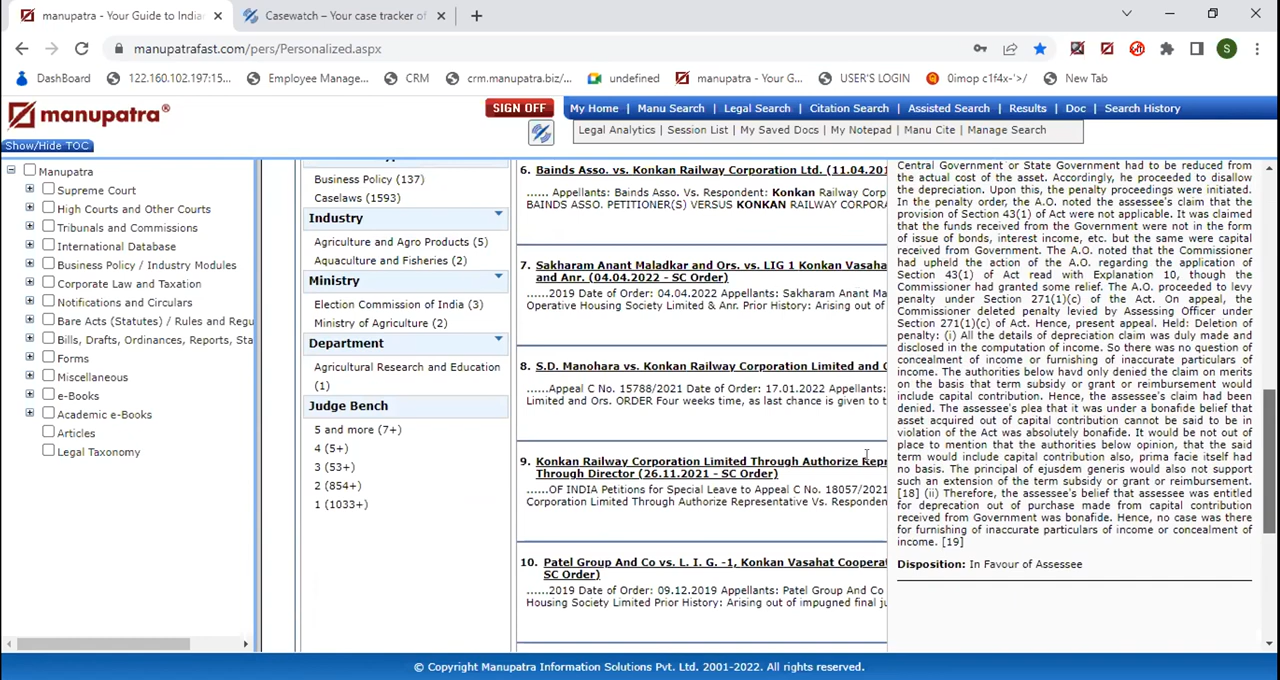 manupatra - Your Guide to Indian
Casewatch – Your case tracker of
manupatrafast.com/pers/Personalized.aspx
S
DashBoard
122.160.102.197:15...
Employee Manage...
CRM
crm.manupatra.biz/...
undefined
manupatra - Your G...
USER'S LOGIN
0imop c1f4x-'>/
New Tab
manupatra®
SIGN OFF
My Home | Manu Search | Legal Search | Citation Search | Assisted Search | Results | Doc | Search History
Legal Analytics | Session List | My Saved Docs | My Notepad | Manu Cite | Manage Search
Show/Hide TOC
Manupatra
Supreme Court
High Courts and Other Courts
Tribunals and Commissions
International Database
Business Policy / Industry Modules
Corporate Law and Taxation
Notifications and Circulars
Bare Acts (Statutes) / Rules and Regu
Bills, Drafts, Ordinances, Reports, Sta
Forms
Miscellaneous
e-Books
Academic e-Books
Articles
Legal Taxonomy
Business Policy (137)
Caselaws (1593)
Industry
Agriculture and Agro Products (5)
Aquaculture and Fisheries (2)
Ministry
Election Commission of India (3)
Ministry of Agriculture (2)
Department
Agricultural Research and Education
(1)
Judge Bench
5 and more (7+)
4 (5+)
3 (53+)
2 (854+)
1 (1033+)
6. Bainds Asso. vs. Konkan Railway Corporation Ltd. (11.04.201
...... Appellants: Bainds Asso. Vs. Respondent: Konkan Railway Corp
BAINDS ASSO. PETITIONER(S) VERSUS KONKAN RAILWAY CORPORA
7. Sakharam Anant Maladkar and Ors. vs. LIG 1 Konkan Vasaha
and Anr. (04.04.2022 - SC Order)
......2019 Date of Order: 04.04.2022 Appellants: Sakharam Anant Ma
Operative Housing Society Limited & Anr. Prior History: Arising out of
8. S.D. Manohara vs. Konkan Railway Corporation Limited and O
......Appeal C No. 15788/2021 Date of Order: 17.01.2022 Appellants:
Limited and Ors. ORDER Four weeks time, as last chance is given to t
9. Konkan Railway Corporation Limited Through Authorize Repr
Through Director (26.11.2021 - SC Order)
......OF INDIA Petitions for Special Leave to Appeal C No. 18057/2021
Corporation Limited Through Authorize Representative Vs. Responden
10. Patel Group And Co vs. L. I. G. -1, Konkan Vasahat Cooperat
SC Order)
......2019 Date of Order: 09.12.2019 Appellants: Patel Group And Co
Housing Society Limited Prior History: Arising out of impugned final ju
Central Government or State Government had to be reduced from
the actual cost of the asset. Accordingly, he proceeded to disallow
the depreciation. Upon this, the penalty proceedings were initiated.
In the penalty order, the A.O. noted the assessee's claim that the
provision of Section 43(1) of Act were not applicable. It was claimed
that the funds received from the Government were not in the form
of issue of bonds, interest income, etc. but the same were capital
received from Government. The A.O. noted that the Commissioner
had upheld the action of the A.O. regarding the application of
Section 43(1) of Act read with Explanation 10, though the
Commissioner had granted some relief. The A.O. proceeded to levy
penalty under Section 271(1)(c) of the Act. On appeal, the
Commissioner deleted penalty levied by Assessing Officer under
Section 271(1)(c) of Act. Hence, present appeal. Held: Deletion of
penalty: (i) All the details of depreciation claim was duly made and
disclosed in the computation of income. So there was no question of
concealment of income or furnishing of inaccurate particulars of
income. The authorities below havd only denied the claim on merits
on the basis that term subsidy or grant or reimbursement would
include capital contribution. Hence, the assessee's claim had been
denied. The assessee's plea that it was under a bonafide belief that
asset acquired out of capital contribution cannot be said to be in
violation of the Act was absolutely bonafide. It would be not out of
place to mention that the authorities below opinion, that the said
term would include capital contribution also, prima facie itself had
no basis. The principal of ejusdem generis would also not support
such an extension of the term subsidy or grant or reimbursement.
[18] (ii) Therefore, the assessee's belief that assessee was entitled
for depreciation out of purchase made from capital contribution
received from Government was bonafide. Hence, no case was there
for furnishing of inaccurate particulars of income or concealment of
income. [19]
Disposition: In Favour of Assessee
© Copyright Manupatra Information Solutions Pvt. Ltd. 2001-2022. All rights reserved.